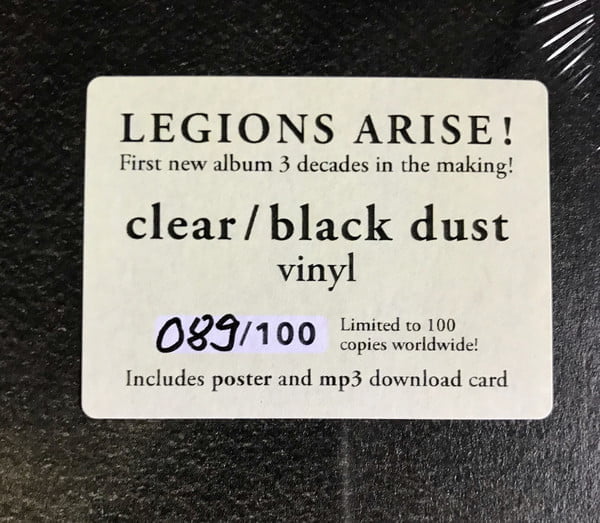 LEGIONS ARISE!
First new album 3 decades in the making!
clear/black dust
vinyl
089/100
Limited to 100
copies worldwide!
Includes poster and mp3 download card